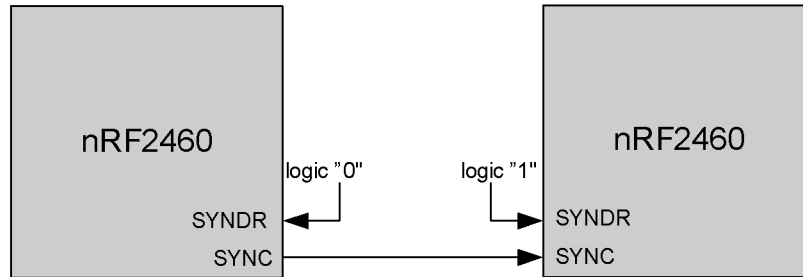 nRF2460
nRF2460
logic ”0"
logic ”1"
SYNDR
SYNDR
SYNC
SYNC